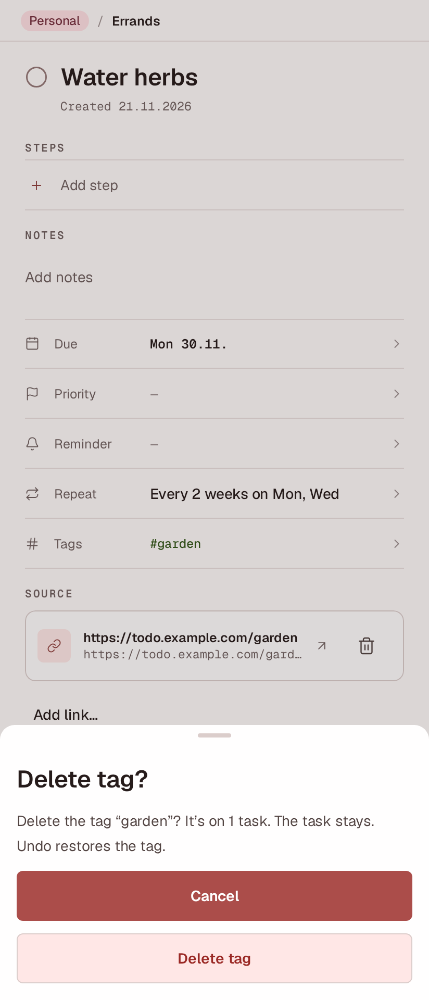 Personal / Errands
Water herbs
Created 21.11.2026
STEPS
+ Add step
NOTES
Add notes
Due Mon 30.11.
Priority –
Reminder –
Repeat Every 2 weeks on Mon, Wed
Tags #garden
SOURCE
https://todo.example.com/garden
https://todo.example.com/gard…
Add link…
Delete tag?
Delete the tag “garden”? It’s on 1 task. The task stays.
Undo restores the tag.
Cancel
Delete tag